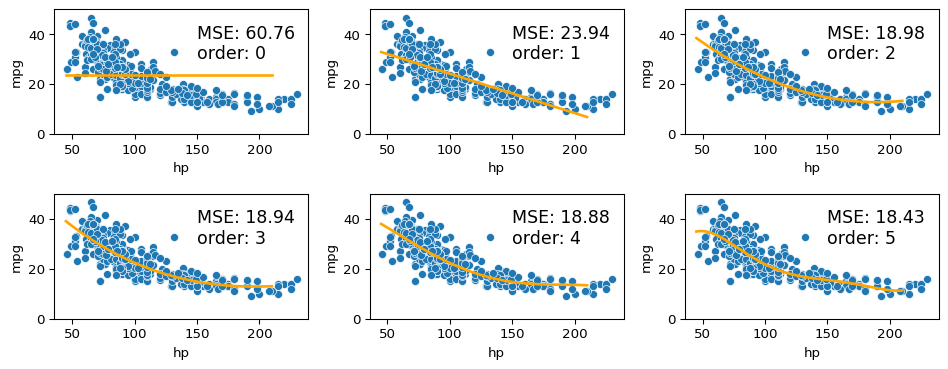 MSE: 60.76
order: 0
mpg
40
20
0
50
100
150
200
hp
MSE: 23.94
order: 1
mpg
40
20
0
50
100
150
200
hp
MSE: 18.98
order: 2
mpg
40
20
0
50
100
150
200
hp
MSE: 18.94
order: 3
mpg
40
20
0
50
100
150
200
hp
MSE: 18.88
order: 4
mpg
40
20
0
50
100
150
200
hp
MSE: 18.43
order: 5
mpg
40
20
0
50
100
150
200
hp